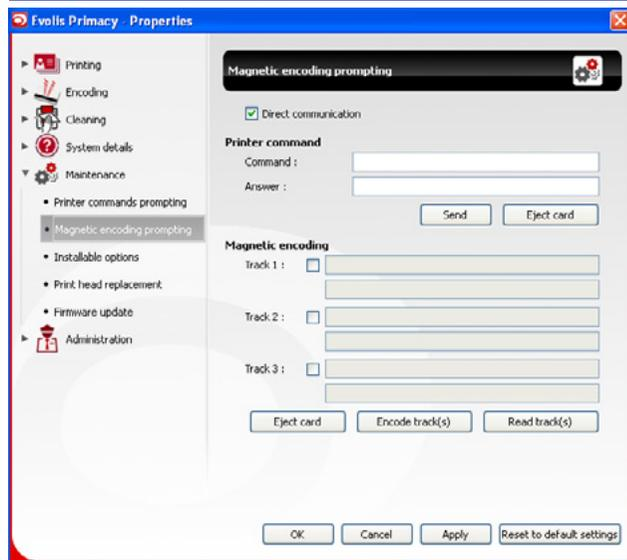 Evolis Primacy - Properties
Printing
Encoding
Cleaning
System details
Maintenance
Printer commands prompting
Magnetic encoding prompting
Installable options
Print head replacement
Firmware update
Administration
Magnetic encoding prompting
Direct communication
Printer command
Command :
Answer :
Send Eject card
Magnetic encoding
Track 1 :
Track 2 :
Track 3 :
Eject card Encode track(s) Read track(s)
OK Cancel Apply Reset to default settings